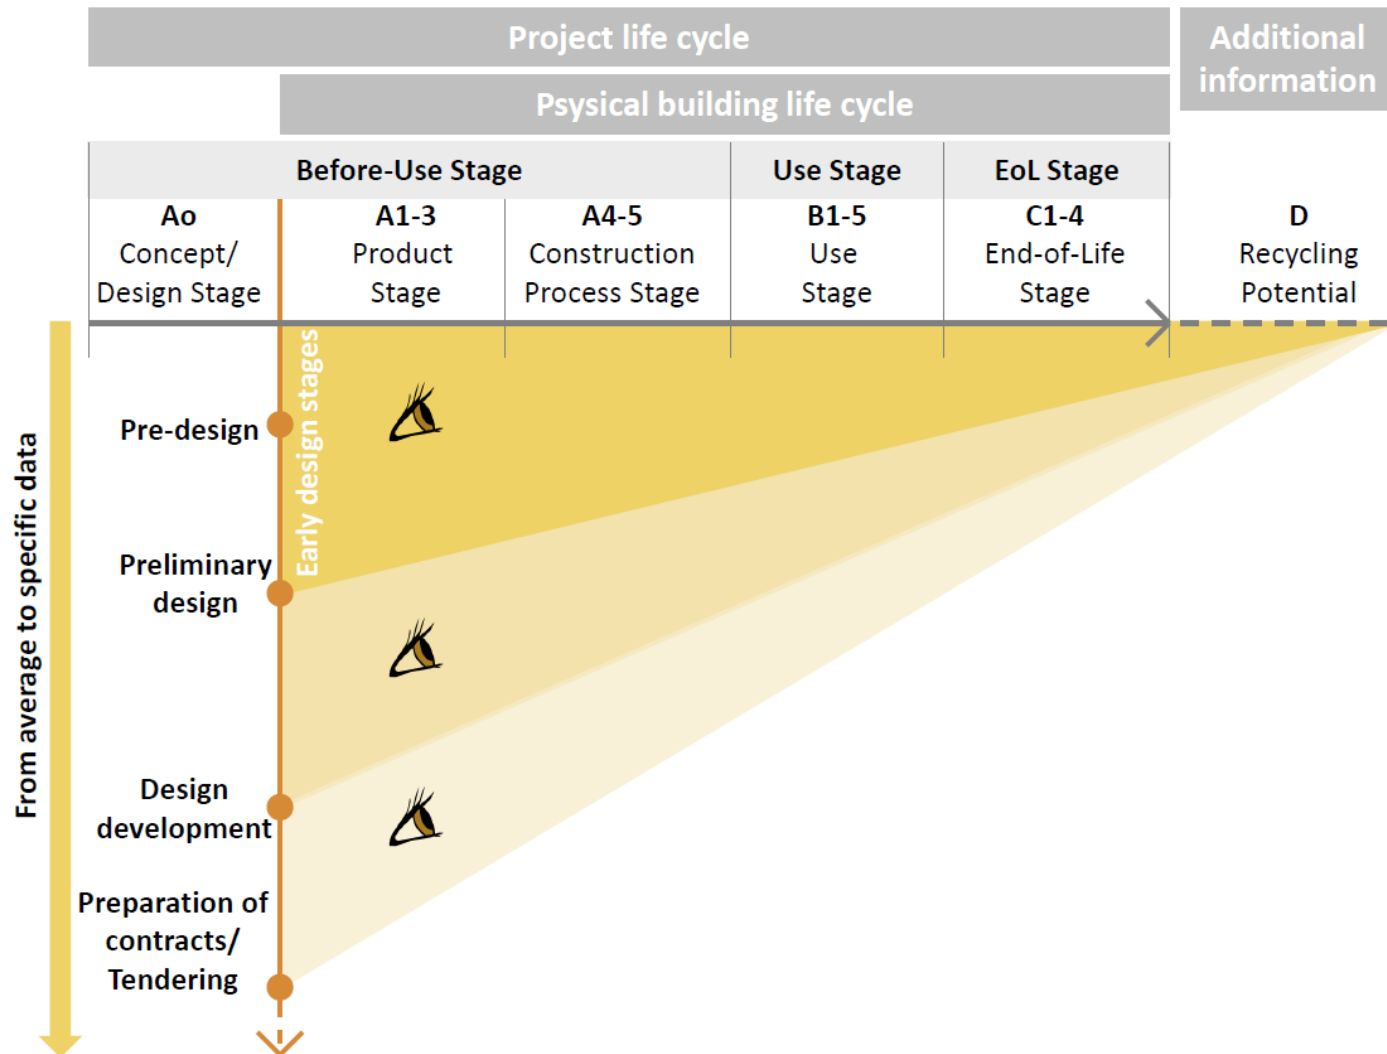 Project life cycle
Additional
information
Psysical building life cycle
Before-Use Stage
Use Stage
EoL Stage
Ao
Concept/
Design Stage
A1-3
Product
Stage
A4-5
Construction
Process Stage
B1-5
Use
Stage
C1-4
End-of-Life
Stage
D
Recycling
Potential
From average to specific data
Early design stages
Pre-design
Preliminary
design
Design
development
Preparation of
contracts/
Tendering